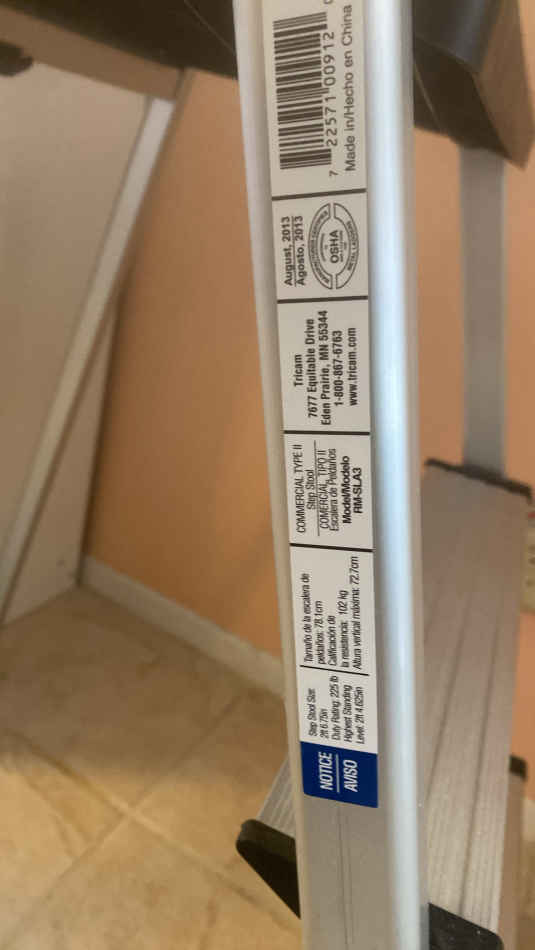 NOTICE
AVISO
Step Stool Size:
2ft 6.75in
Duty Rating: 225 lb
Highest Standing
Level: 2ft 4.625in
Tamaño de la escalera de
peldaños: 78.1cm
Calificación de
la resistencia: 102 kg
Altura vertical máxima: 72.7cm
COMMERCIAL TYPE II
Step Stool
COMERCIAL TIPO II
Escalera de Peldaños
Model/Modelo
RM-SLA3
Tricam
7677 Equitable Drive
Eden Prairie, MN 55344
1-800-867-6763
www.tricam.com
August, 2013
Agosto, 2013
OSHA
METAL LADDERS
7 22571 00912
Made in/Hecho en China